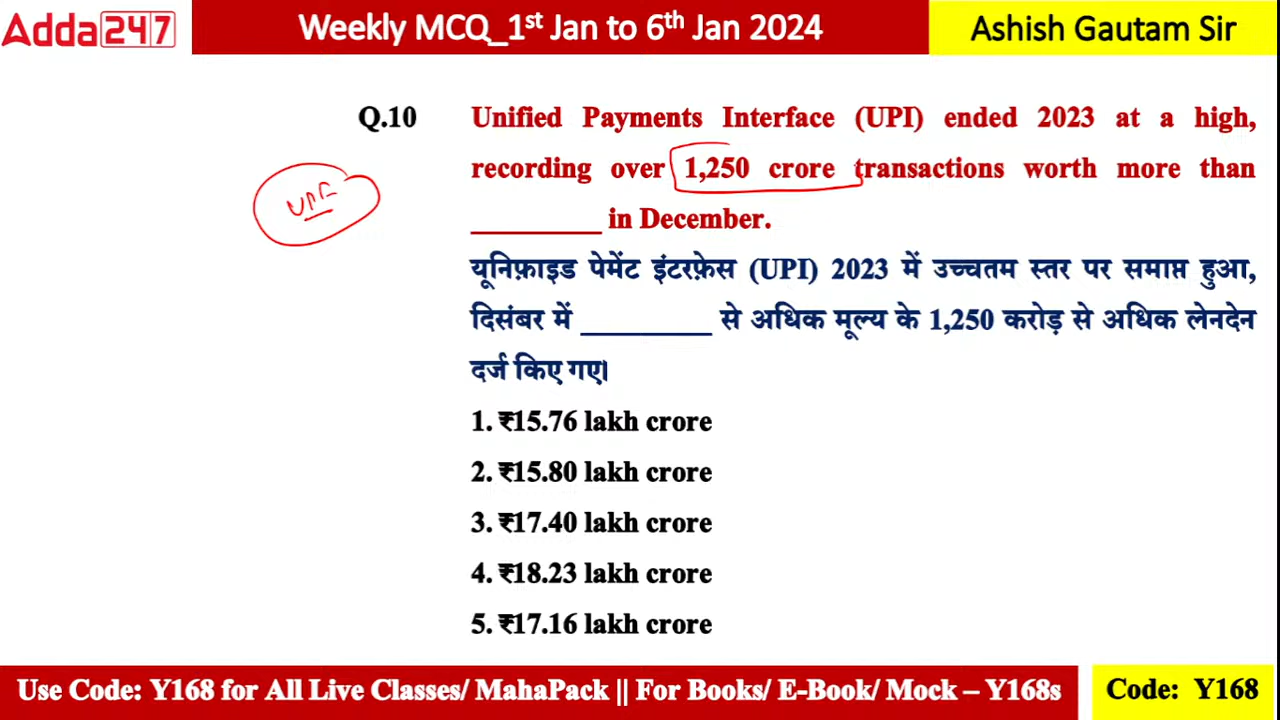 Adda247
Weekly MCQ_1st Jan to 6th Jan 2024
Ashish Gautam Sir
Q.10
Unified Payments Interface (UPI) ended 2023 at a high,
recording over 1,250 crore transactions worth more than
_________ in December.
UPI
यूनिफ़ाइड पेमेंट इंटरफ़ेस (UPI) 2023 में उच्चतम स्तर पर समाप्त हुआ,
दिसंबर में _________ से अधिक मूल्य के 1,250 करोड़ से अधिक लेनदेन
दर्ज किए गए।
1. ₹15.76 lakh crore
2. ₹15.80 lakh crore
3. ₹17.40 lakh crore
4. ₹18.23 lakh crore
5. ₹17.16 lakh crore
Use Code: Y168 for All Live Classes/ MahaPack || For Books/ E-Book/ Mock – Y168s
Code: Y168